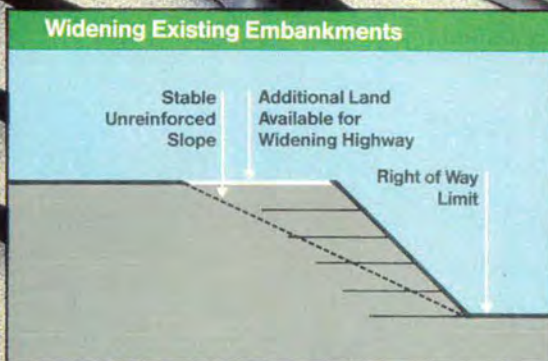 Widening Existing Embankments
Stable
Unreinforced
Slope
Additional Land
Available for
Widening Highway
Right of Way
Limit